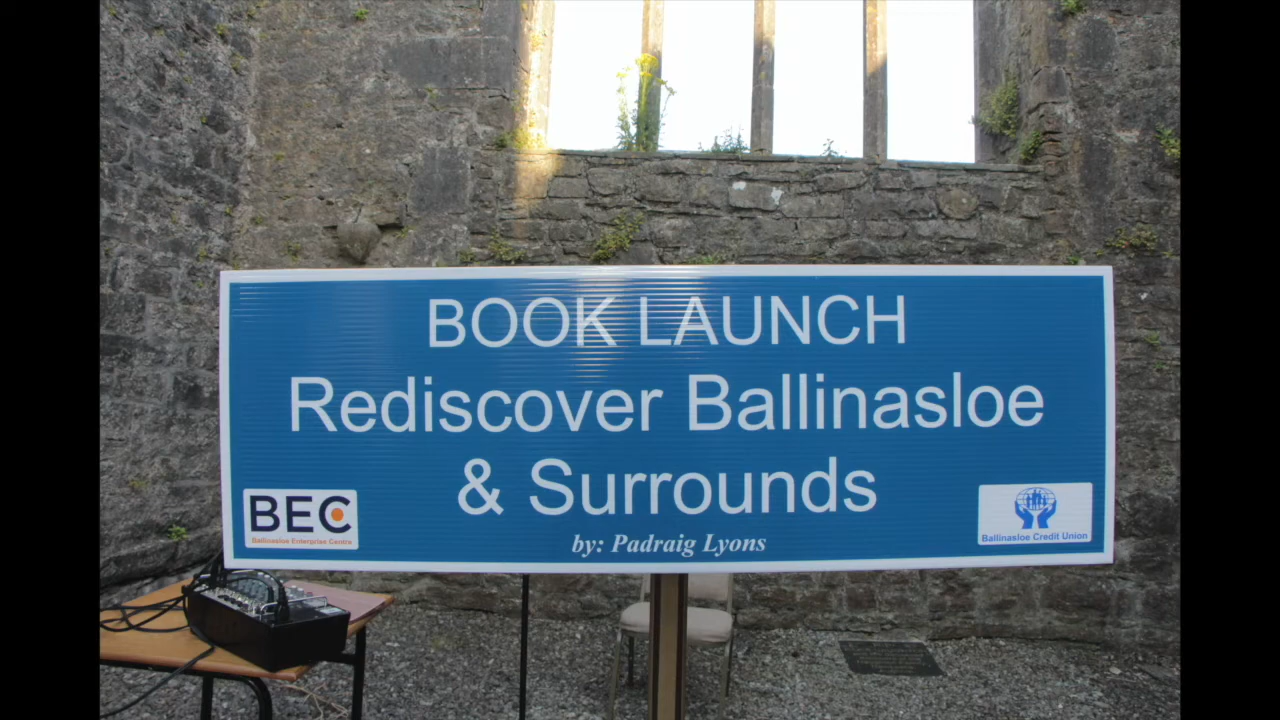 BOOK LAUNCH
Rediscover Ballinasloe
& Surrounds
by: Padraig Lyons
BEC
Ballinasloe Enterprise Centre
Ballinasloe Credit Union